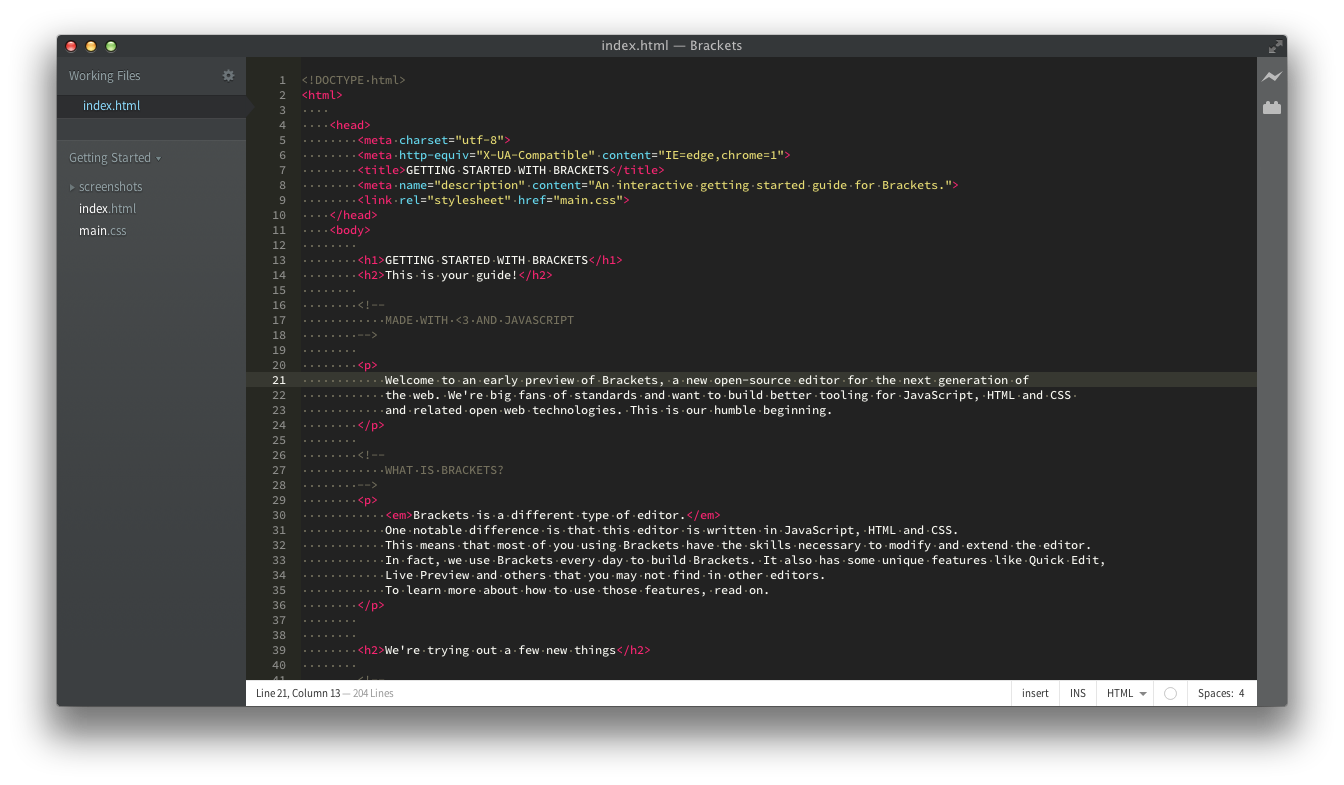 index.html — Brackets
Working Files
index.html
Getting Started
screenshots
index.html
main.css
1 <!DOCTYPE·html>
2 <html>
3 ····
4 ····<head>
5 ········<meta·charset="utf-8">
6 ········<meta·http-equiv="X-UA-Compatible"·content="IE=edge,chrome=1">
7 ········<title>GETTING·STARTED·WITH·BRACKETS</title>
8 ········<meta·name="description"·content="An·interactive·getting·started·guide·for·Brackets.">
9 ········<link·rel="stylesheet"·href="main.css">
10 ····</head>
11 ····<body>
12 ········
13 ········<h1>GETTING·STARTED·WITH·BRACKETS</h1>
14 ········<h2>This·is·your·guide!</h2>
15 ········
16 ········<!--
17 ············MADE·WITH·<3·AND·JAVASCRIPT
18 ········-->
19 ········
20 ········<p>
21 ············Welcome·to·an·early·preview·of·Brackets,·a·new·open-source·editor·for·the·next·generation·of
22 ············the·web.·We're·big·fans·of·standards·and·want·to·build·better·tooling·for·JavaScript,·HTML·and·CSS·
23 ············and·related·open·web·technologies.·This·is·our·humble·beginning.
24 ········</p>
25 ········
26 ········<!--
27 ············WHAT·IS·BRACKETS?
28 ········-->
29 ········<p>
30 ············<em>Brackets·is·a·different·type·of·editor.</em>
31 ············One·notable·difference·is·that·this·editor·is·written·in·JavaScript,·HTML·and·CSS.
32 ············This·means·that·most·of·you·using·Brackets·have·the·skills·necessary·to·modify·and·extend·the·editor.
33 ············In·fact,·we·use·Brackets·every·day·to·build·Brackets.·It·also·has·some·unique·features·like·Quick·Edit,
34 ············Live·Preview·and·others·that·you·may·not·find·in·other·editors.
35 ············To·learn·more·about·how·to·use·those·features,·read·on.
36 ········</p>
37 ········
38 ········
39 ········<h2>We're·trying·out·a·few·new·things</h2>
40 ········
41 ········<!--
Line 21, Column 13 — 204 Lines
insert
INS
HTML
Spaces: 4